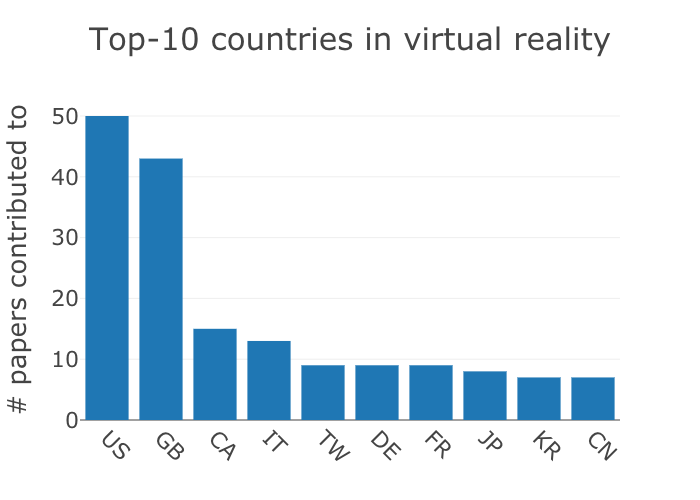 Top-10 countries in virtual reality
# papers contributed to
50
40
30
20
10
0
US
GB
CA
IT
TW
DE
FR
JP
KR
CN